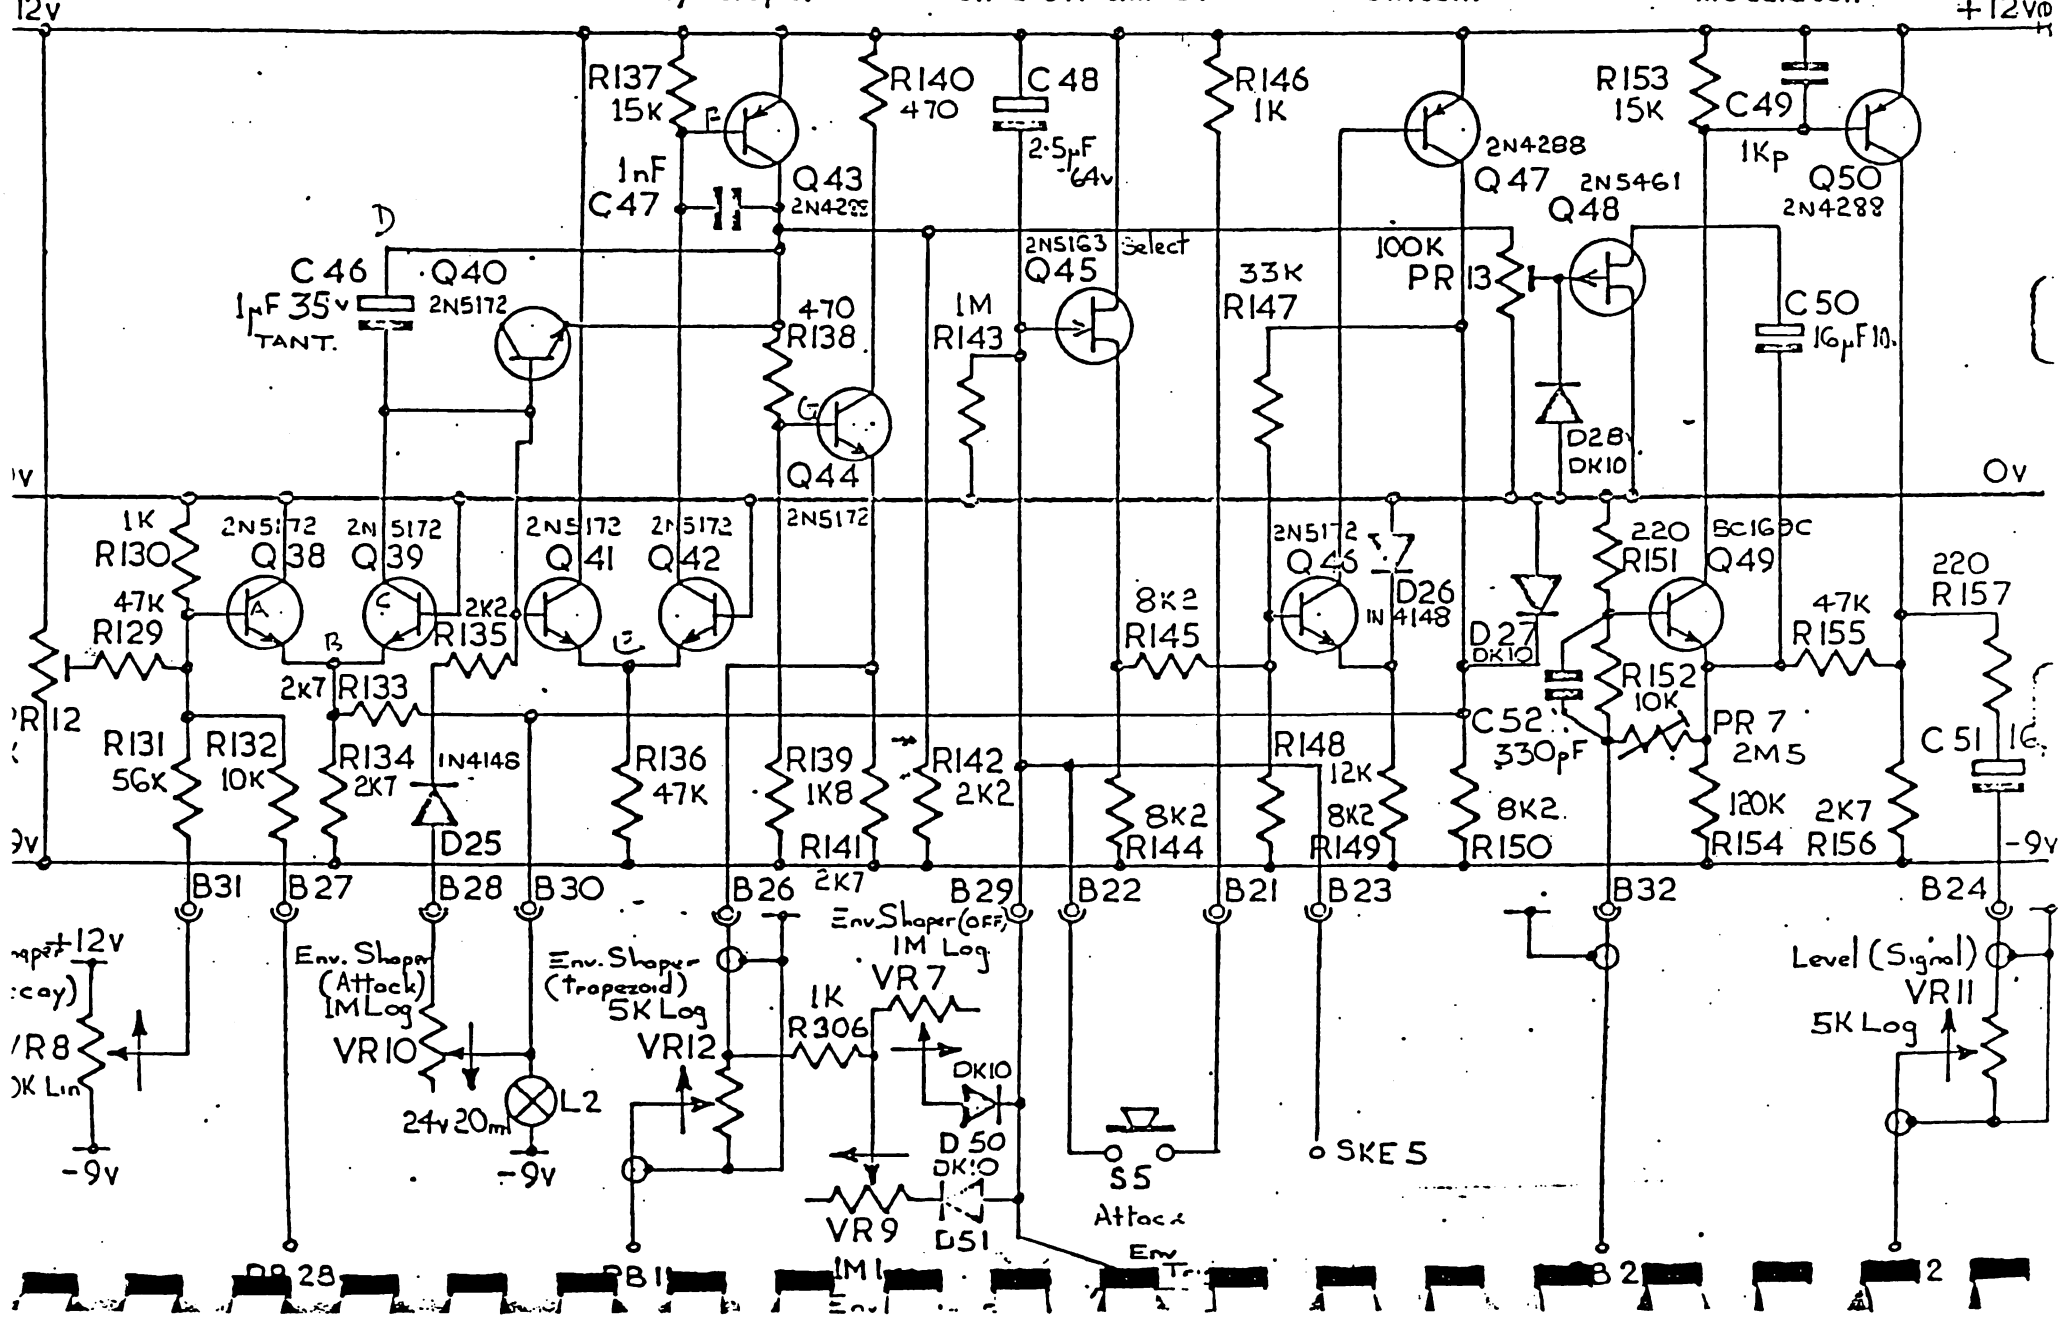 12v
+12v
R137
15K
F
R140
470
C48
2·5µF
64v
R146
1K
R153
15K
C49
1Kp
1nF
C47
Q43
2N4288
Q47
Q48
2N5461
Q50
2N4288
2N4288
D
C46
1µF 35v
TANT.
Q40
2N5172
470
R138
2N5163 Select
Q45
1M
R143
33K
R147
100K
PR13
C50
16µF10.
G
Q44
2N5172
D28
DK10
0v
1K
R130
2N5172
Q38
2N5172
Q39
2N5172
Q41
2N5172
Q42
2N5172
Q46
D26
IN4148
220
R151
Q49
220
R157
47K
R129
A
C
B
E
2K2
R135
8K2
R145
D27
DK10
R152
10K
47K
R155
2K7
R133
C52
330pF
PR7
2M5
PR12
R131
56K
R132
10K
R134
2K7
1N4148
D25
R136
47K
R139
1K8
R141
2K7
R142
2K2
8K2
R144
R148
12K
8K2
R149
8K2
R150
120K
R154
2K7
R156
C51
-9v
9v
B31
B27
B28
B30
B26
B29
B22
B21
B23
B32
B24
+12v
VR8
-9v
Env. Shaper
(Attack)
1M Log
VR10
24v 20m
L2
-9v
Env. Shaper
(trapezoid)
5K Log
VR12
1K
R306
Env Shaper (OFF)
1M Log
VR7
DK10
D50
DK10
D51
VR9
S5
Attack
Env
SKE5
Level (Signal)
VR11
5K Log